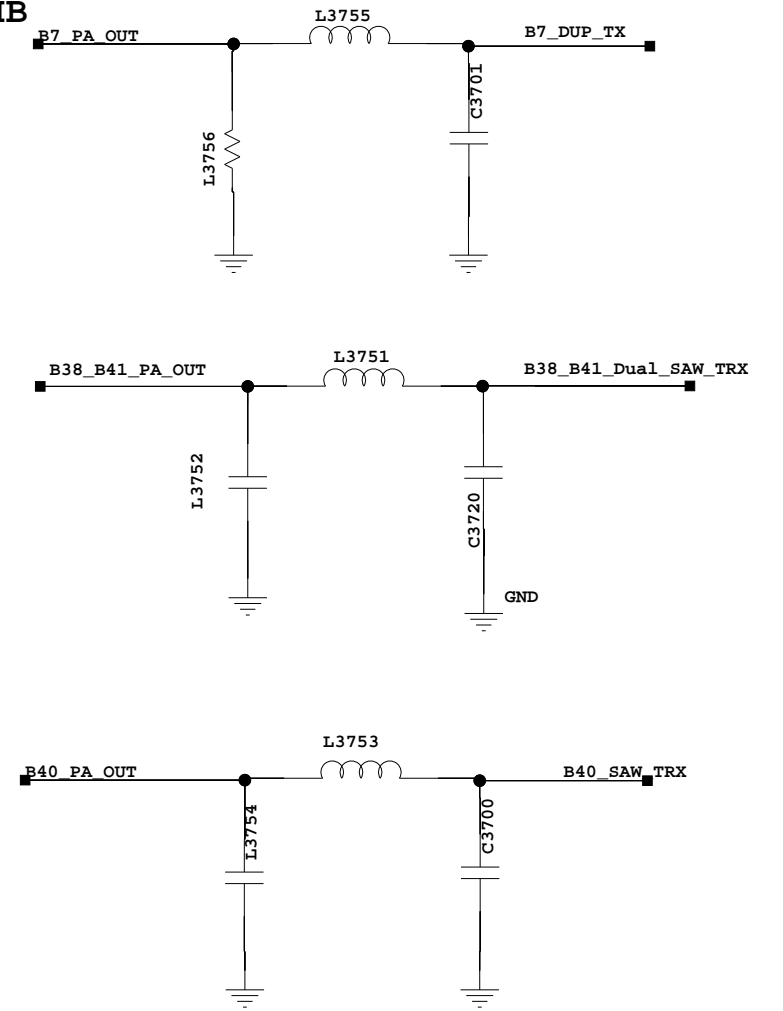 B7_PA_OUT
L3755
B7_DUP_TX
L3756
C3701
B38_B41_PA_OUT
L3751
B38_B41_Dual_SAW_TRX
L3752
C3720
GND
B40_PA_OUT
L3753
B40_SAW_TRX
L3754
C3700